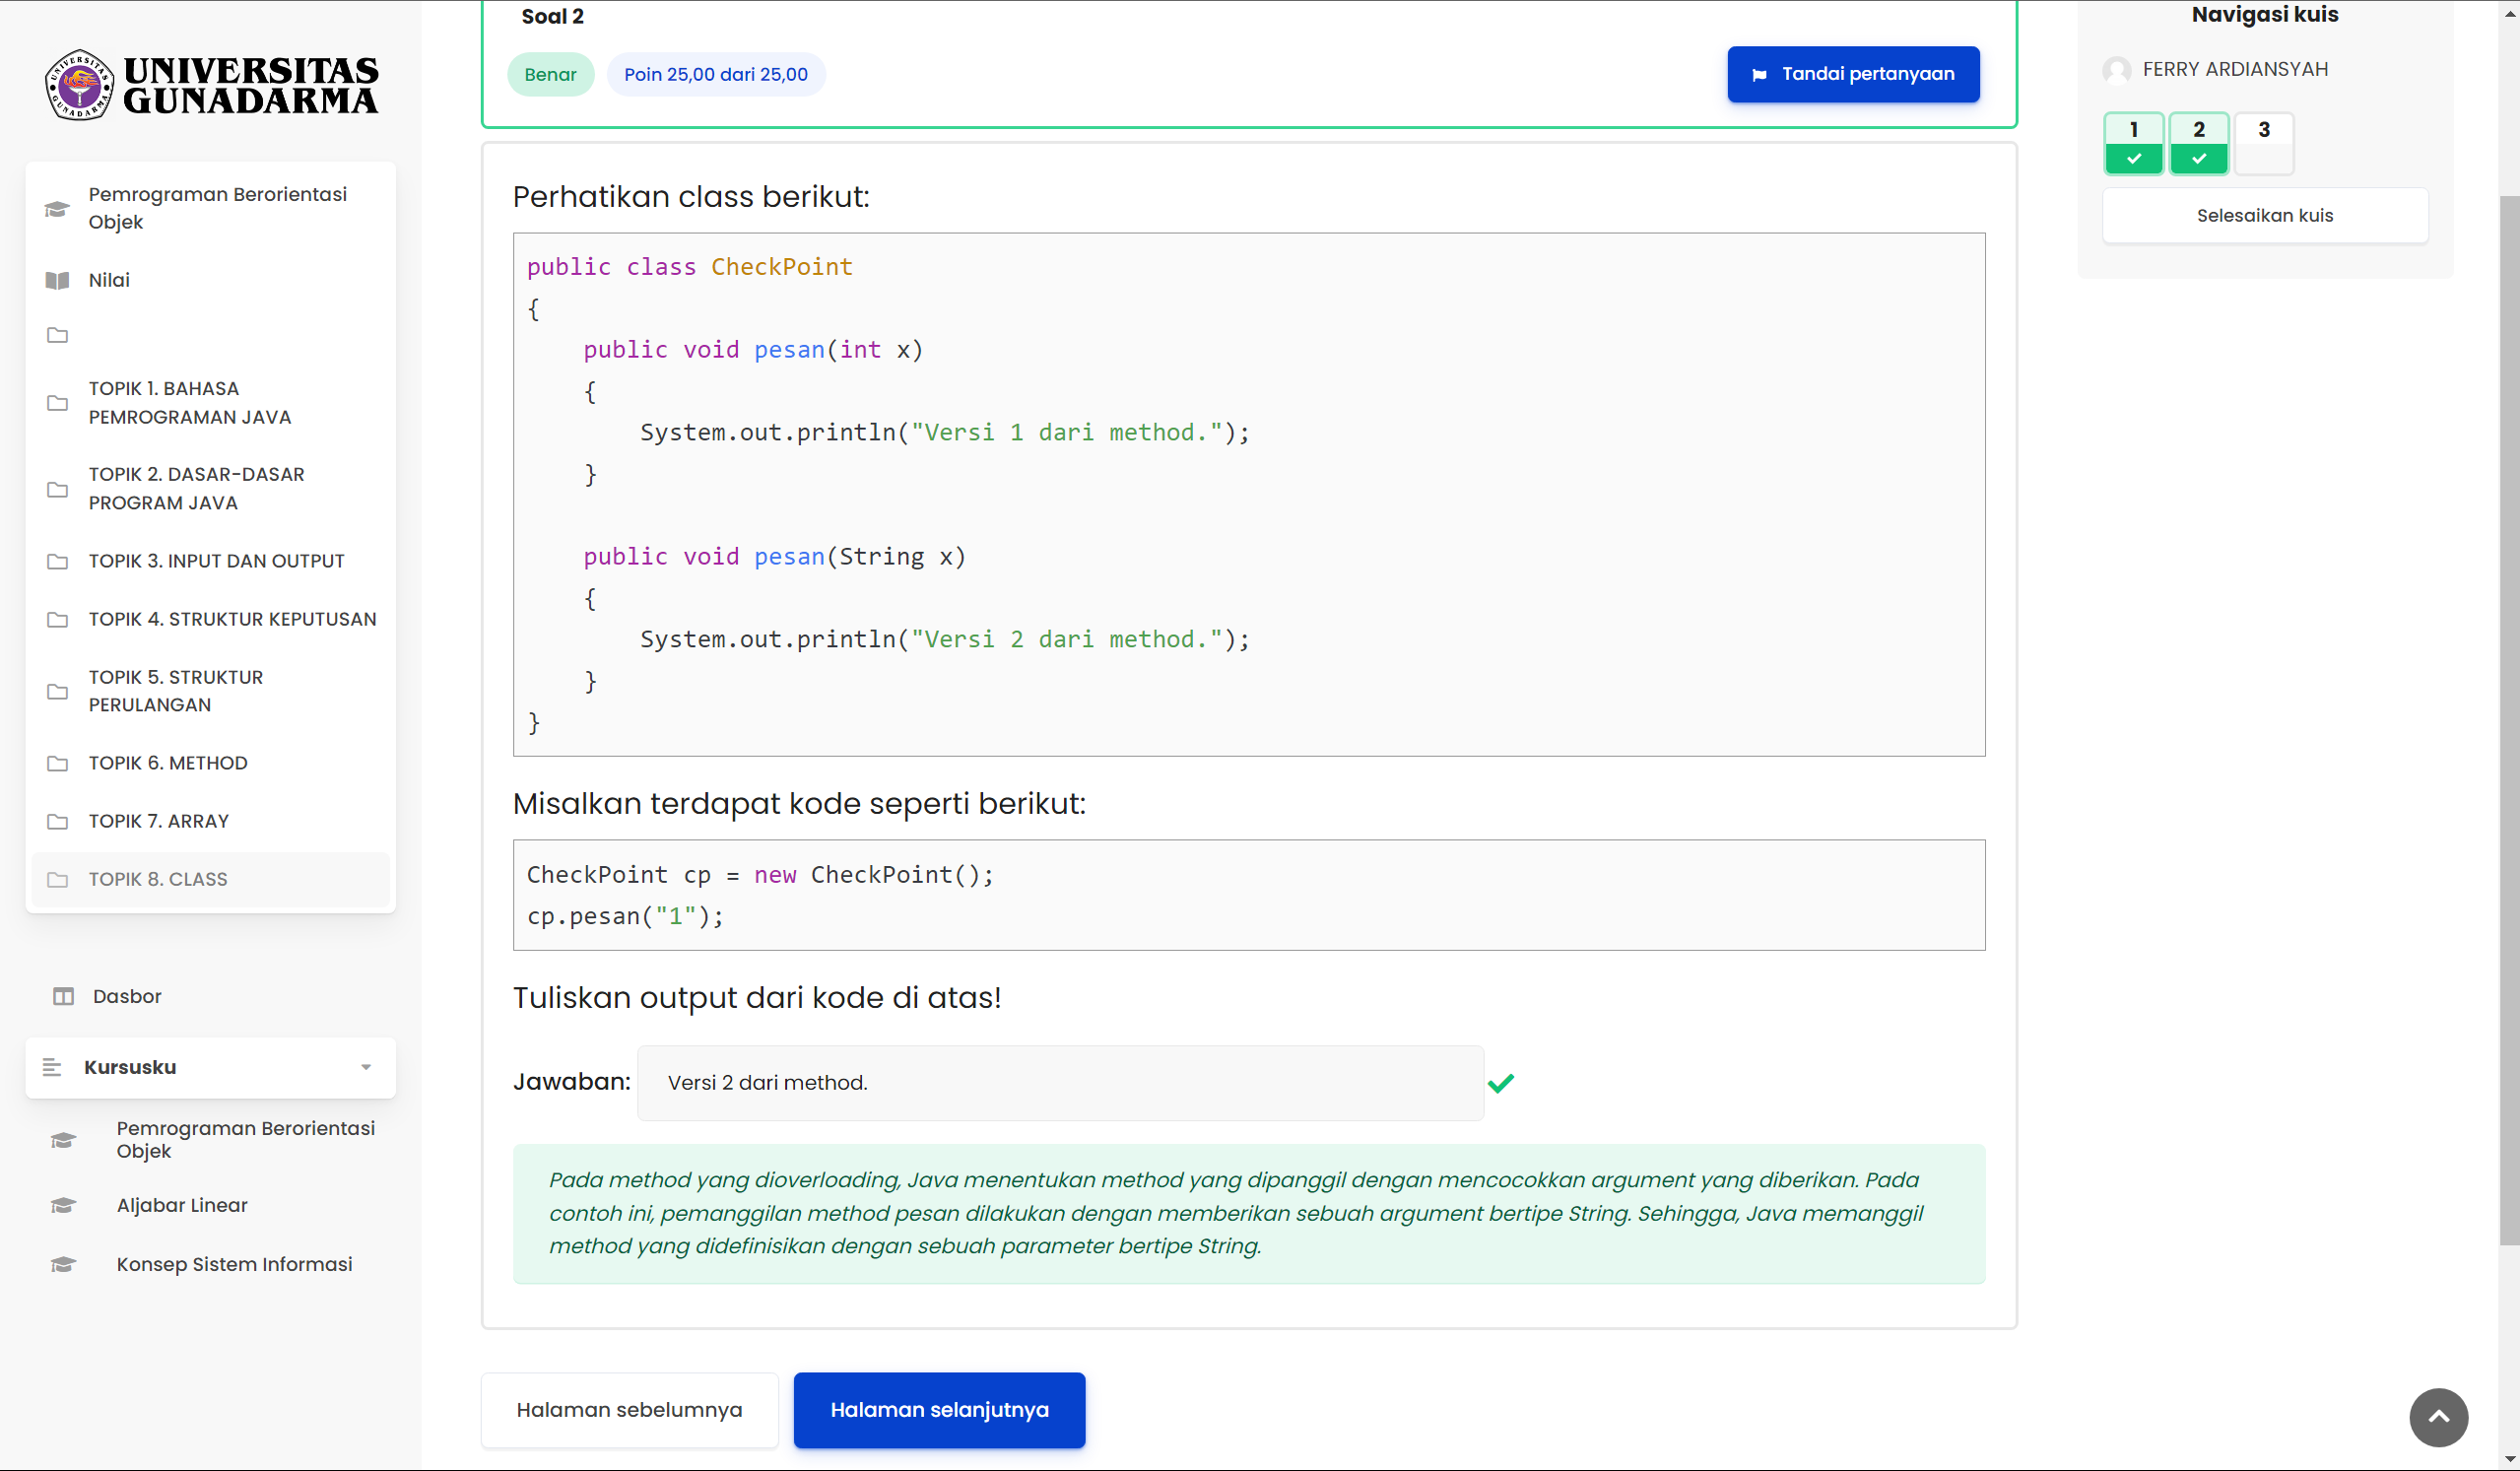 UNIVERSITAS
GUNADARMA
Pemrograman Berorientasi
Objek
Nilai
TOPIK 1. BAHASA
PEMROGRAMAN JAVA
TOPIK 2. DASAR-DASAR
PROGRAM JAVA
TOPIK 3. INPUT DAN OUTPUT
TOPIK 4. STRUKTUR KEPUTUSAN
TOPIK 5. STRUKTUR
PERULANGAN
TOPIK 6. METHOD
TOPIK 7. ARRAY
TOPIK 8. CLASS
Dasbor
Kursusku
Pemrograman Berorientasi
Objek
Aljabar Linear
Konsep Sistem Informasi
Soal 2
Benar
Poin 25,00 dari 25,00
Tandai pertanyaan
Perhatikan class berikut:
public class CheckPoint
{
    public void pesan(int x)
    {
        System.out.println("Versi 1 dari method.");
    }
    public void pesan(String x)
    {
        System.out.println("Versi 2 dari method.");
    }
}
Misalkan terdapat kode seperti berikut:
CheckPoint cp = new CheckPoint();
cp.pesan("1");
Tuliskan output dari kode di atas!
Jawaban: Versi 2 dari method.
Pada method yang dioverloading, Java menentukan method yang dipanggil dengan mencocokkan argument yang diberikan. Pada
contoh ini, pemanggilan method pesan dilakukan dengan memberikan sebuah argument bertipe String. Sehingga, Java memanggil
method yang didefinisikan dengan sebuah parameter bertipe String.
Halaman sebelumnya
Halaman selanjutnya
Navigasi kuis
FERRY ARDIANSYAH
1 2 3
Selesaikan kuis